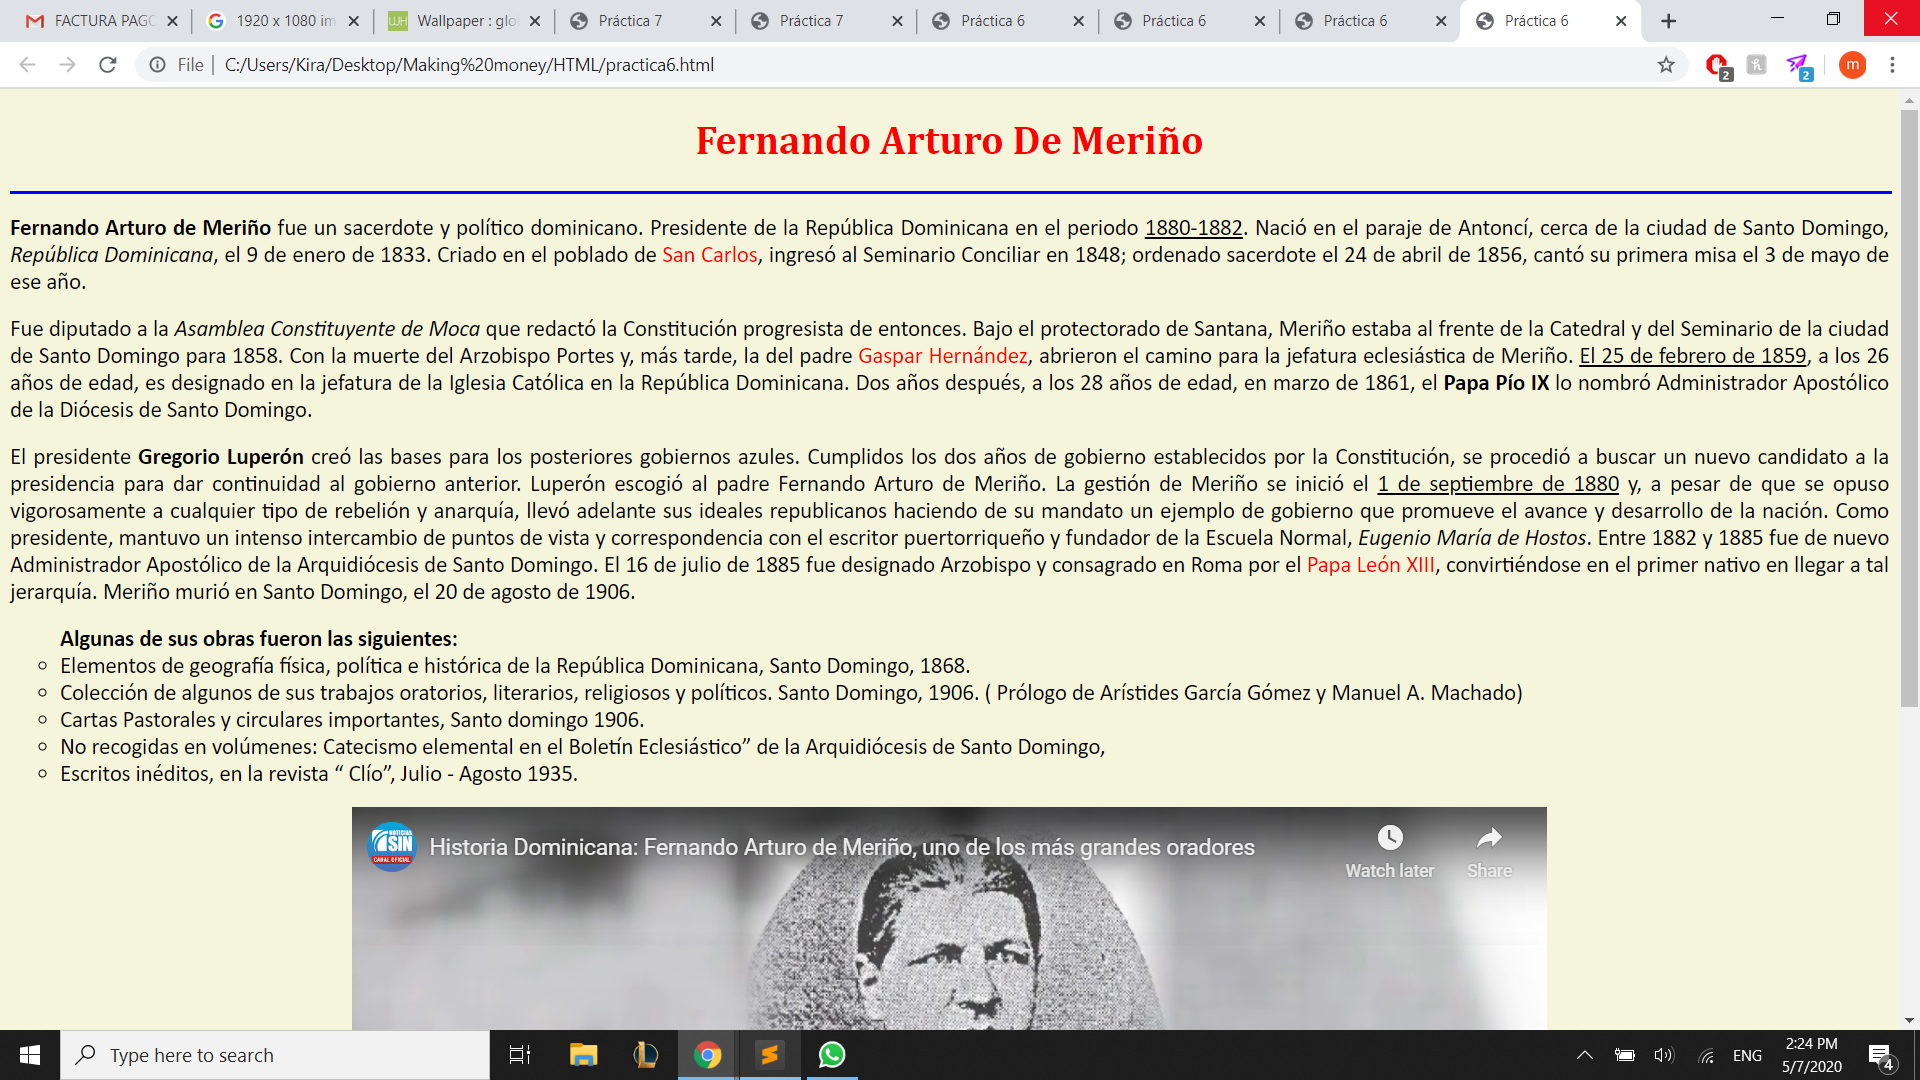 FACTURA PAGO
1920 x 1080 im
WH Wallpaper : glo
Práctica 7
Práctica 7
Práctica 6
Práctica 6
Práctica 6
Práctica 6
File | C:/Users/Kira/Desktop/Making%20money/HTML/practica6.html
2
2
m
Fernando Arturo De Meriño
Fernando Arturo de Meriño fue un sacerdote y político dominicano. Presidente de la República Dominicana en el periodo 1880-1882. Nació en el paraje de Antoncí, cerca de la ciudad de Santo Domingo,
República Dominicana, el 9 de enero de 1833. Criado en el poblado de San Carlos, ingresó al Seminario Conciliar en 1848; ordenado sacerdote el 24 de abril de 1856, cantó su primera misa el 3 de mayo de
ese año.
Fue diputado a la Asamblea Constituyente de Moca que redactó la Constitución progresista de entonces. Bajo el protectorado de Santana, Meriño estaba al frente de la Catedral y del Seminario de la ciudad
de Santo Domingo para 1858. Con la muerte del Arzobispo Portes y, más tarde, la del padre Gaspar Hernández, abrieron el camino para la jefatura eclesiástica de Meriño. El 25 de febrero de 1859, a los 26
años de edad, es designado en la jefatura de la Iglesia Católica en la República Dominicana. Dos años después, a los 28 años de edad, en marzo de 1861, el Papa Pío IX lo nombró Administrador Apostólico
de la Diócesis de Santo Domingo.
El presidente Gregorio Luperón creó las bases para los posteriores gobiernos azules. Cumplidos los dos años de gobierno establecidos por la Constitución, se procedió a buscar un nuevo candidato a la
presidencia para dar continuidad al gobierno anterior. Luperón escogió al padre Fernando Arturo de Meriño. La gestión de Meriño se inició el 1 de septiembre de 1880 y, a pesar de que se opuso
vigorosamente a cualquier tipo de rebelión y anarquía, llevó adelante sus ideales republicanos haciendo de su mandato un ejemplo de gobierno que promueve el avance y desarrollo de la nación. Como
presidente, mantuvo un intenso intercambio de puntos de vista y correspondencia con el escritor puertorriqueño y fundador de la Escuela Normal, Eugenio María de Hostos. Entre 1882 y 1885 fue de nuevo
Administrador Apostólico de la Arquidiócesis de Santo Domingo. El 16 de julio de 1885 fue designado Arzobispo y consagrado en Roma por el Papa León XIII, convirtiéndose en el primer nativo en llegar a tal
jerarquía. Meriño murió en Santo Domingo, el 20 de agosto de 1906.
Algunas de sus obras fueron las siguientes:
Elementos de geografía física, política e histórica de la República Dominicana, Santo Domingo, 1868.
Colección de algunos de sus trabajos oratorios, literarios, religiosos y políticos. Santo Domingo, 1906. ( Prólogo de Arístides García Gómez y Manuel A. Machado)
Cartas Pastorales y circulares importantes, Santo domingo 1906.
No recogidas en volúmenes: Catecismo elemental en el Boletín Eclesiástico” de la Arquidiócesis de Santo Domingo,
Escritos inéditos, en la revista “ Clío”, Julio - Agosto 1935.
NOTICIAS
SIN
CANAL OFICIAL
Historia Dominicana: Fernando Arturo de Meriño, uno de los más grandes oradores
Watch later
Share
Type here to search
ENG
2:24 PM
5/7/2020
4